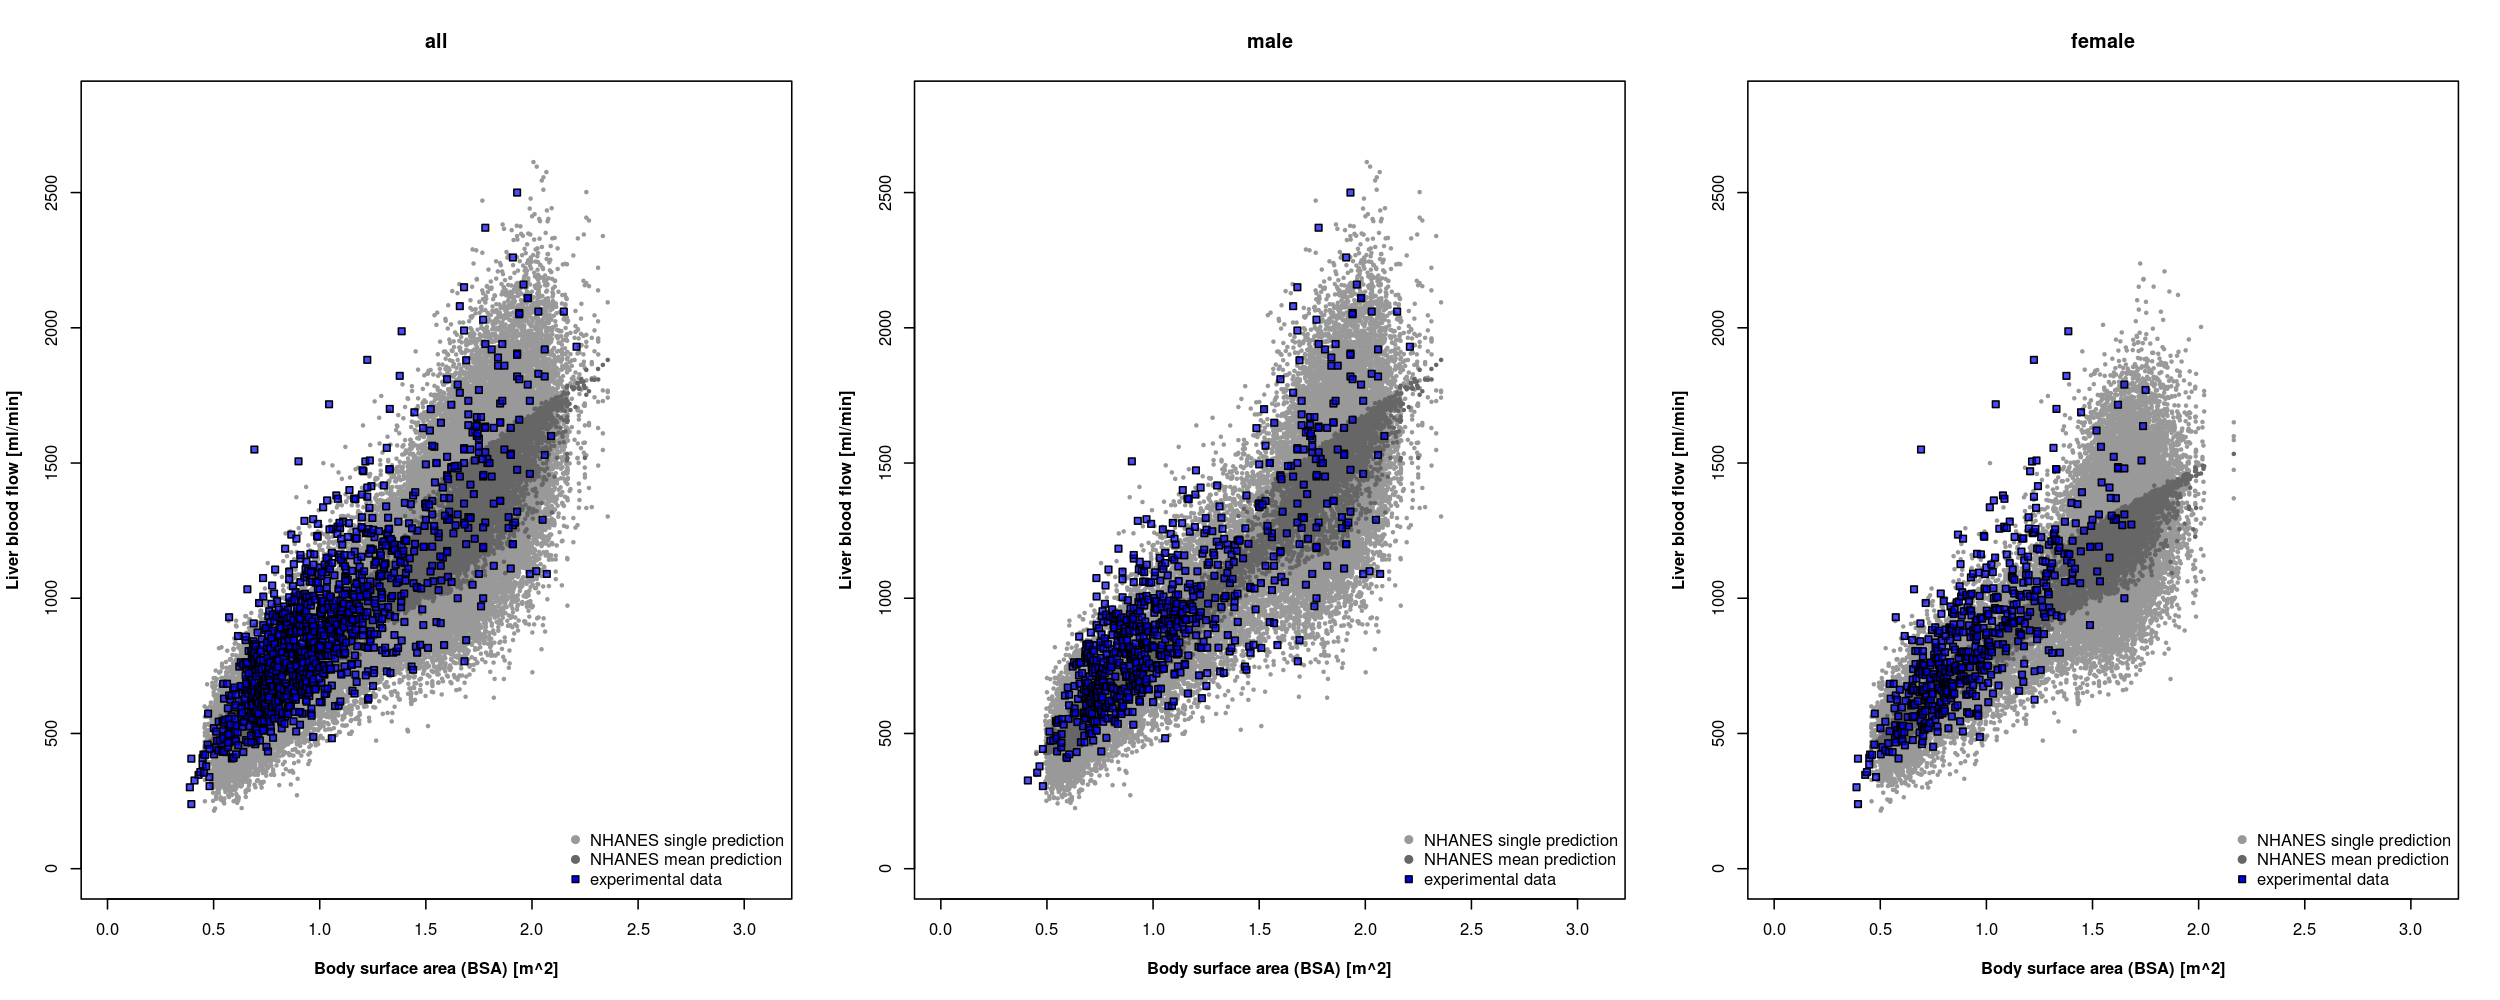 all
Liver blood flow [ml/min]
2500
2000
1500
1000
500
0
NHANES single prediction
NHANES mean prediction
experimental data
0.0 0.5 1.0 1.5 2.0 2.5 3.0
Body surface area (BSA) [m^2]
male
Liver blood flow [ml/min]
2500
2000
1500
1000
500
0
NHANES single prediction
NHANES mean prediction
experimental data
0.0 0.5 1.0 1.5 2.0 2.5 3.0
Body surface area (BSA) [m^2]
female
Liver blood flow [ml/min]
2500
2000
1500
1000
500
0
NHANES single prediction
NHANES mean prediction
experimental data
0.0 0.5 1.0 1.5 2.0 2.5 3.0
Body surface area (BSA) [m^2]